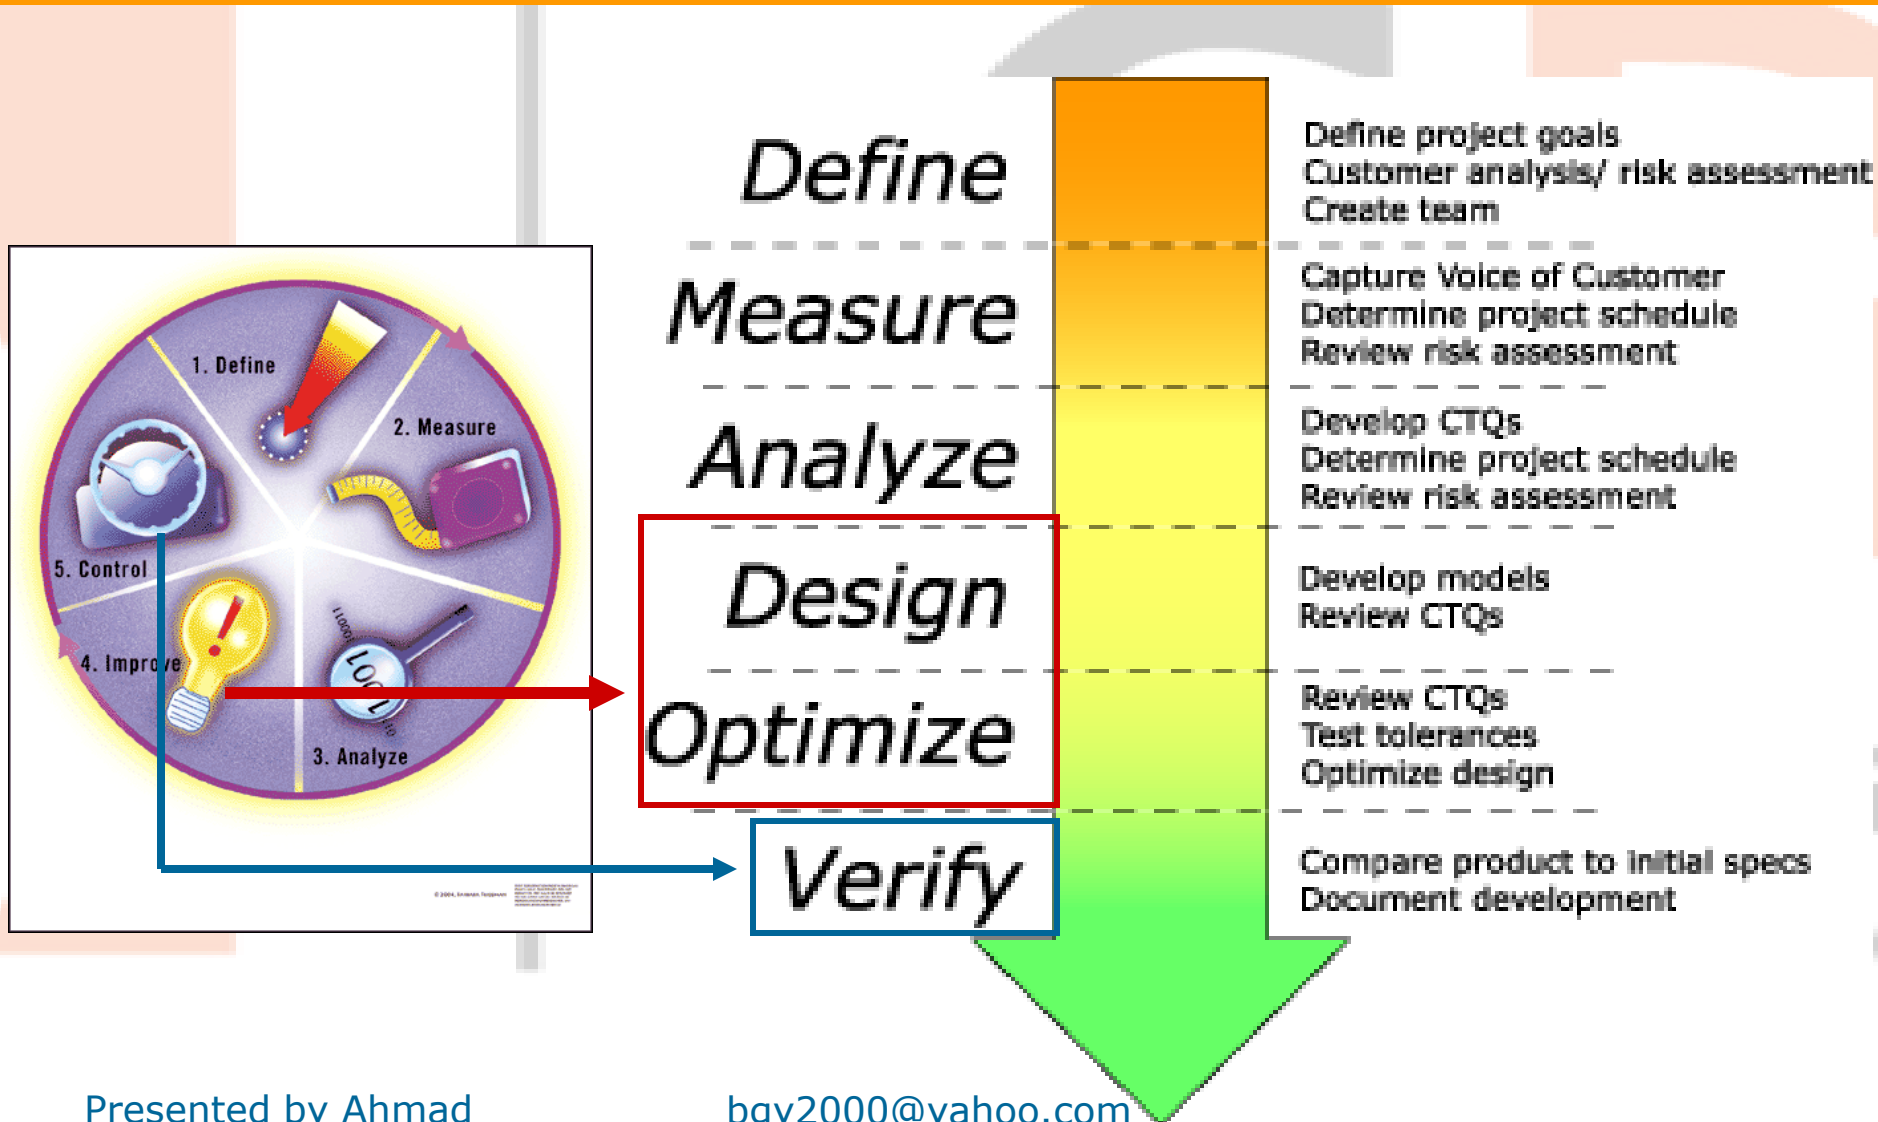 Define
Define project goals
Customer analysis/ risk assessment
Create team
Measure
Capture Voice of Customer
Determine project schedule
Review risk assessment
Analyze
Develop CTQs
Determine project schedule
Review risk assessment
Design
Develop models
Review CTQs
Optimize
Review CTQs
Test tolerances
Optimize design
Verify
Compare product to initial specs
Document development
1. Define
2. Measure
5. Control
4. Improve
3. Analyze
1001
Presented by Ahmad
bgy2000@yahoo.com